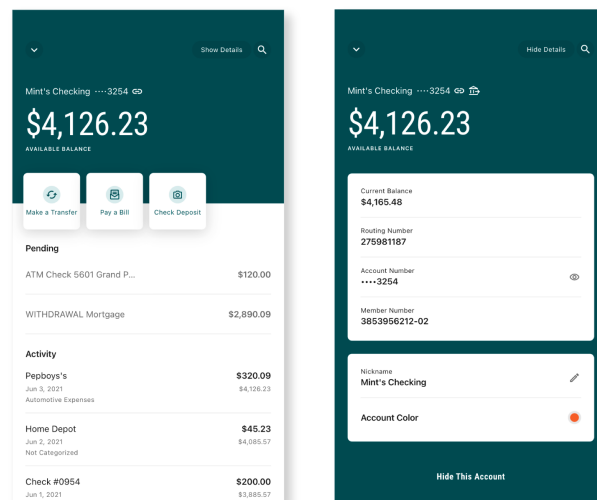 Show Details
Mint's Checking ····3254
$4,126.23
AVAILABLE BALANCE
Make a Transfer
Pay a Bill
Check Deposit
Pending
ATM Check 5601 Grand P... $120.00
WITHDRAWAL Mortgage $2,890.09
Activity
Pepboys's $320.09
Jun 3, 2021 $4,126.23
Automotive Expenses
Home Depot $45.23
Jun 2, 2021 $4,085.57
Not Categorized
Check #0954 $200.00
Jun 1, 2021 $3,885.57
Hide Details
Mint's Checking ····3254
$4,126.23
AVAILABLE BALANCE
Current Balance
$4,165.48
Routing Number
275981187
Account Number
····3254
Member Number
3853956212-02
Nickname
Mint's Checking
Account Color
Hide This Account